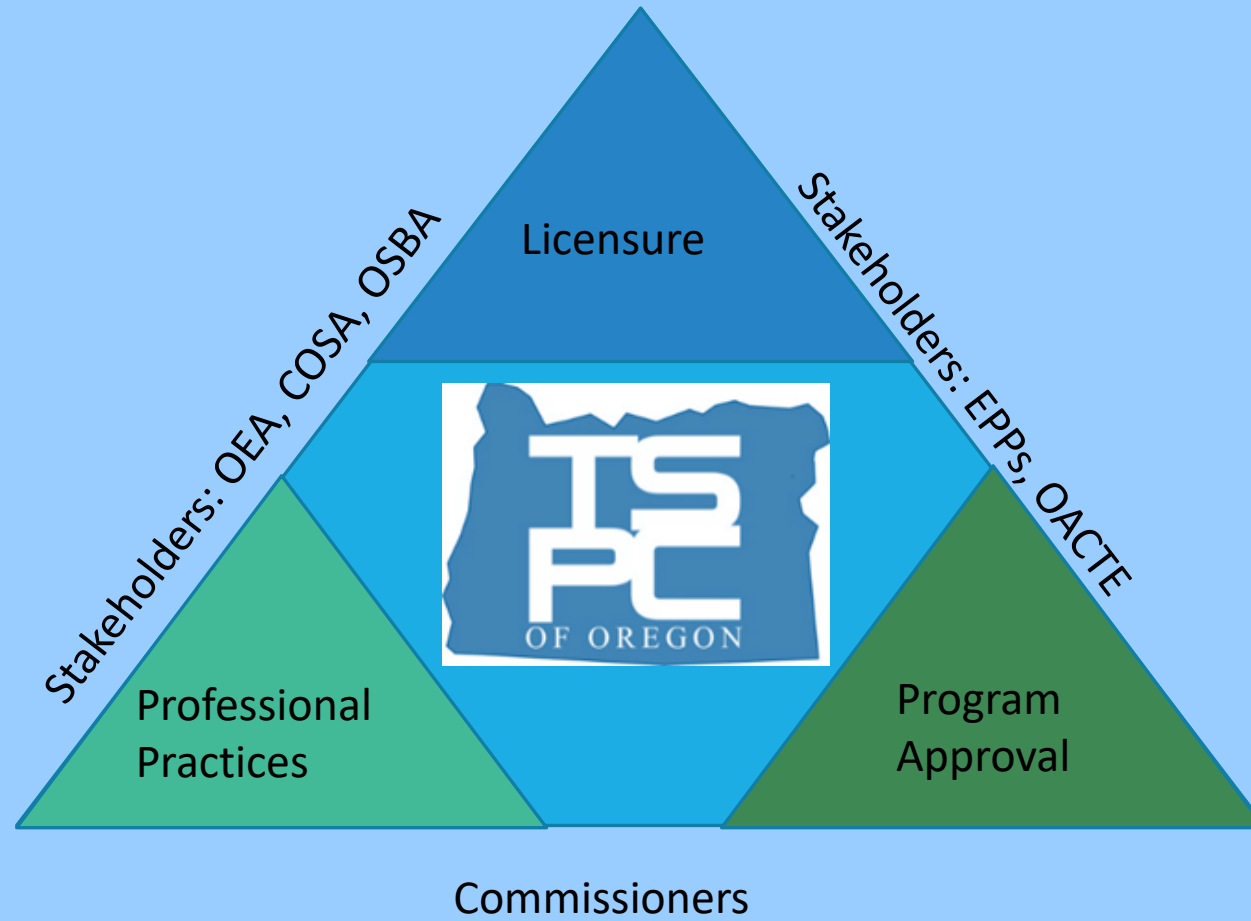 Licensure
Stakeholders: OEA, COSA, OSBA
Stakeholders: EPPs, OACTE
TS
PC
OF OREGON
Professional
Practices
Program
Approval
Commissioners